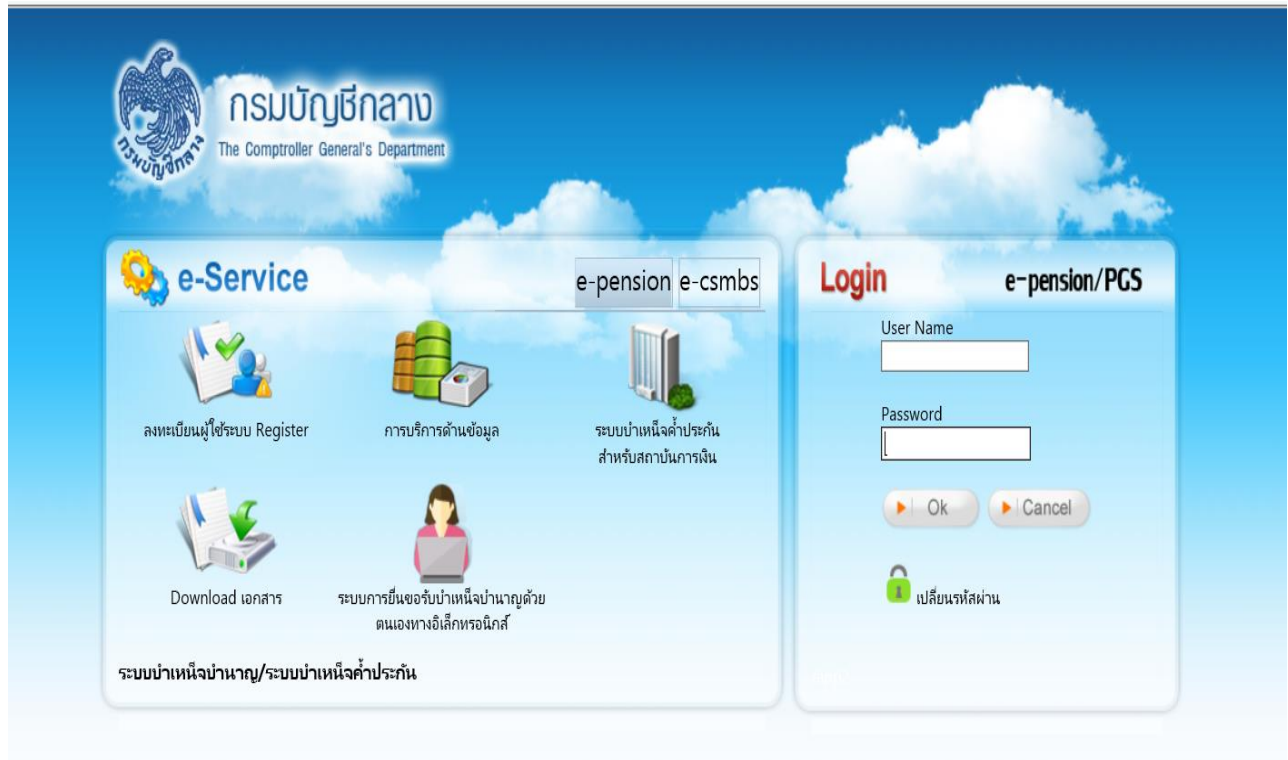 กรมบัญชีกลาง
The Comptroller General's Department
กรมบัญชีกลาง
e-Service
e-pension e-csmbs
ลงทะเบียนผู้ใช้ระบบ Register
การบริการด้านข้อมูล
ระบบบำเหน็จค้ำประกัน
สำหรับสถาบันการเงิน
Download เอกสาร
ระบบการยื่นขอรับบำเหน็จบำนาญด้วย
ตนเองทางอิเล็กทรอนิกส์
ระบบบำเหน็จบำนาญ/ระบบบำเหน็จค้ำประกัน
Login e-pension/PGS
User Name
Password
Ok Cancel
เปลี่ยนรหัสผ่าน